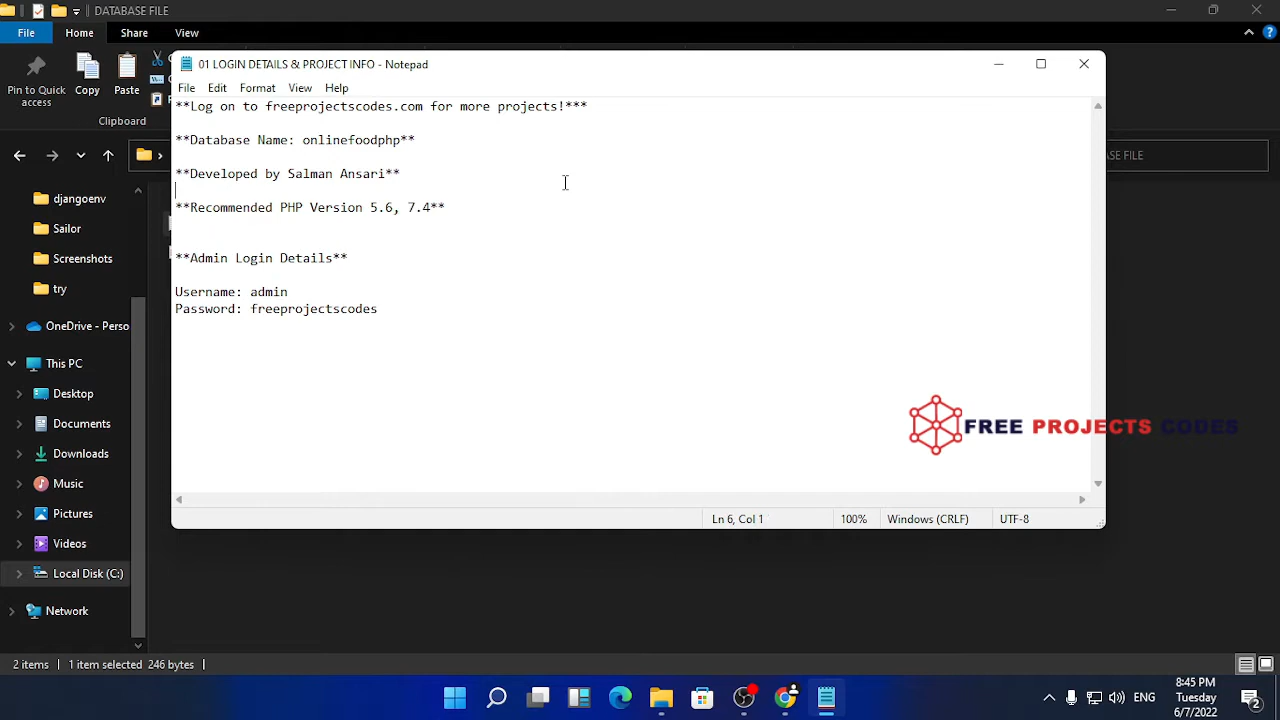 DATABASE FILE
File Home Share View
Pin to Quick access
Copy
Paste
Clipboard
01 LOGIN DETAILS & PROJECT INFO - Notepad
File Edit Format View Help
**Log on to freeprojectscodes.com for more projects!***
**Database Name: onlinefoodphp**
**Developed by Salman Ansari**
**Recommended PHP Version 5.6, 7.4**
**Admin Login Details**
Username: admin
Password: freeprojectscodes
Ln 6, Col 1 100% Windows (CRLF) UTF-8
FREE PROJECTS CODES
SE FILE
djangoenv
Sailor
Screenshots
try
OneDrive - Perso
This PC
Desktop
Documents
Downloads
Music
Pictures
Videos
Local Disk (C:)
Network
2 items 1 item selected 246 bytes
ENG
8:45 PM
Tuesday
6/7/2022
2